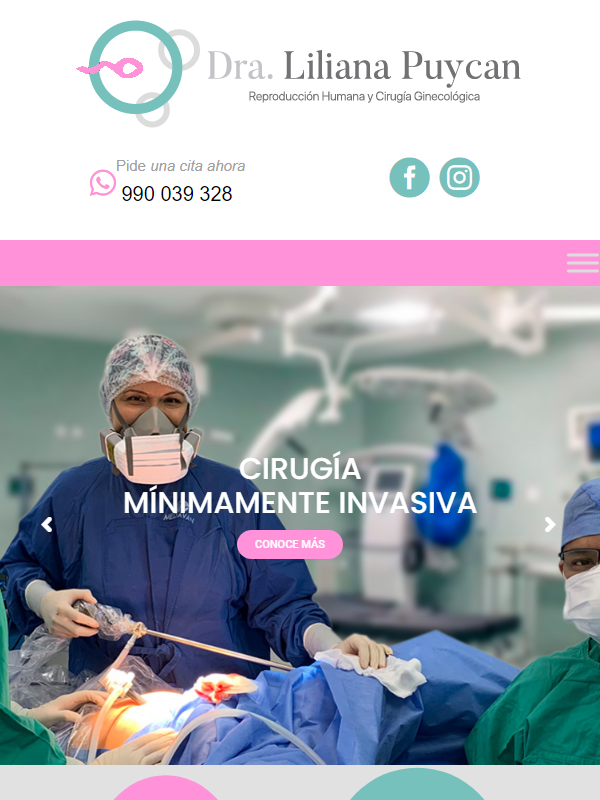 Dra. Liliana Puycan
Reproducción Humana y Cirugía Ginecológica
Pide una cita ahora
990 039 328
CIRUGÍA
MÍNIMAMENTE INVASIVA
CONOCE MÁS